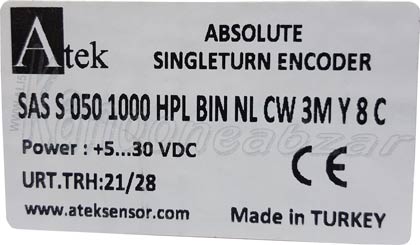 Atek
ABSOLUTE
SINGLETURN ENCODER
SAS S 050 1000 HPL BIN NL CW 3M Y 8 C
Power : +5...30 VDC
CE
URT.TRH:21/28
www.ateksensor.com
Made in TURKEY